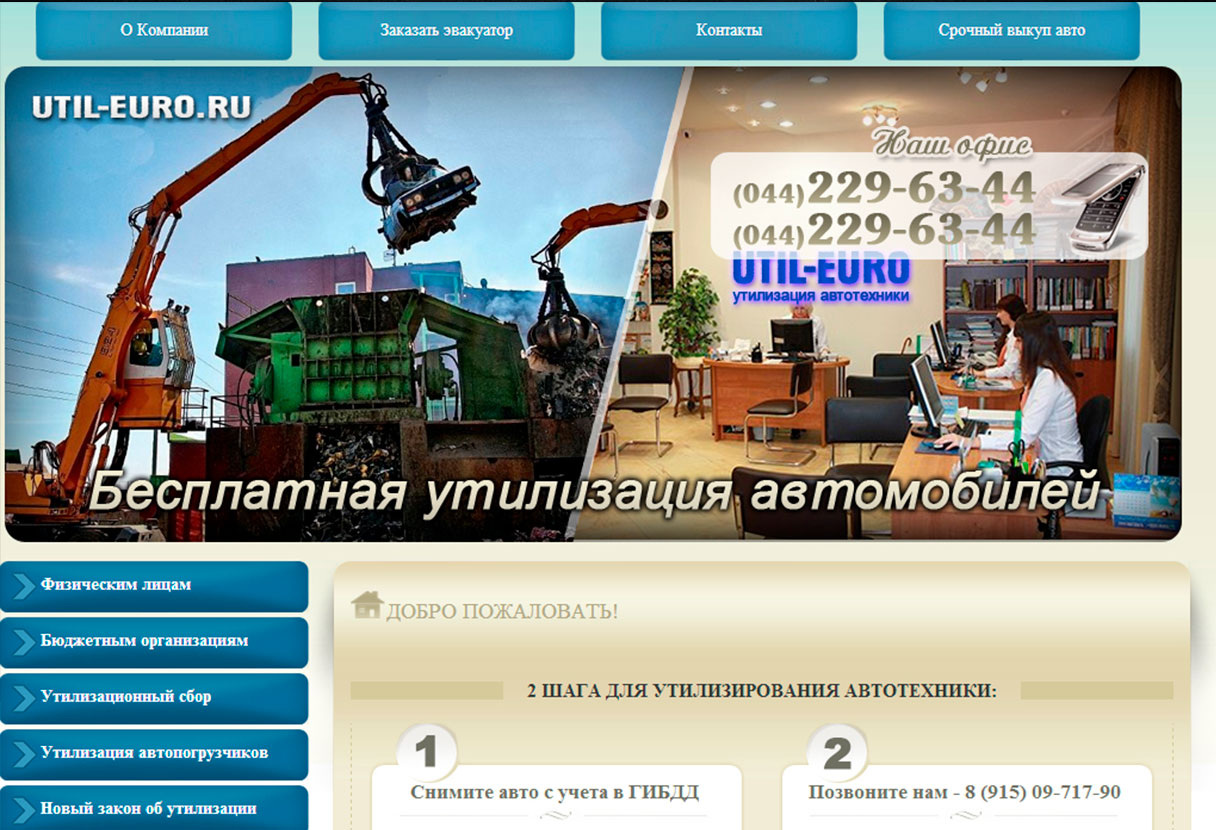 О Компании
Заказать эвакуатор
Контакты
Срочный выкуп авто
UTIL-EURO.RU
Наш офис
(044)229-63-44
(044)229-63-44
UTIL-EURO
утилизация автотехники
Бесплатная утилизация автомобилей
Физическим лицам
Бюджетным организациям
Утилизационный сбор
Утилизация автопогрузчиков
Новый закон об утилизации
ДОБРО ПОЖАЛОВАТЬ!
2 ШАГА ДЛЯ УТИЛИЗИРОВАНИЯ АВТОТЕХНИКИ:
1
Снимите авто с учета в ГИБДД
2
Позвоните нам - 8 (915) 09-717-90